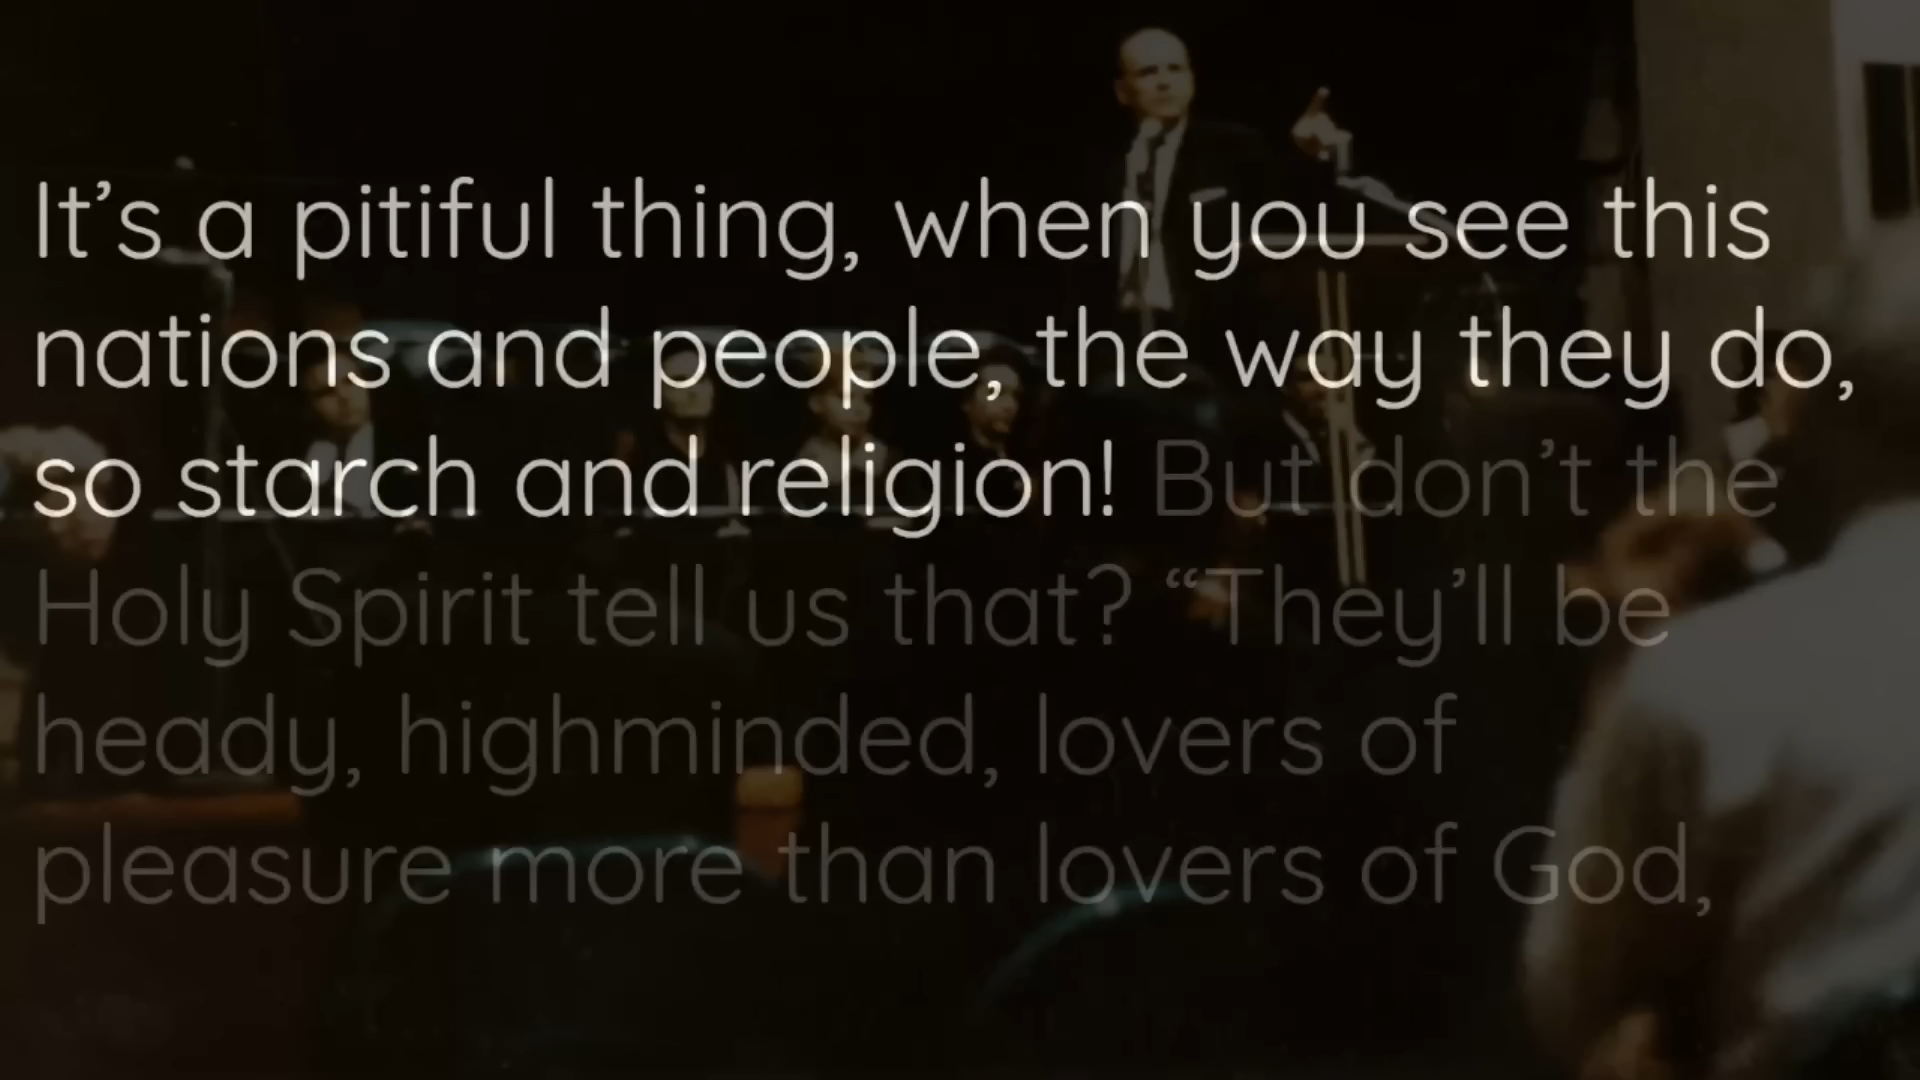 It’s a pitiful thing, when you see this
nations and people, the way they do,
so starch and religion! But don’t the
Holy Spirit tell us that? “They’ll be
heady, highminded, lovers of
pleasure more than lovers of God,